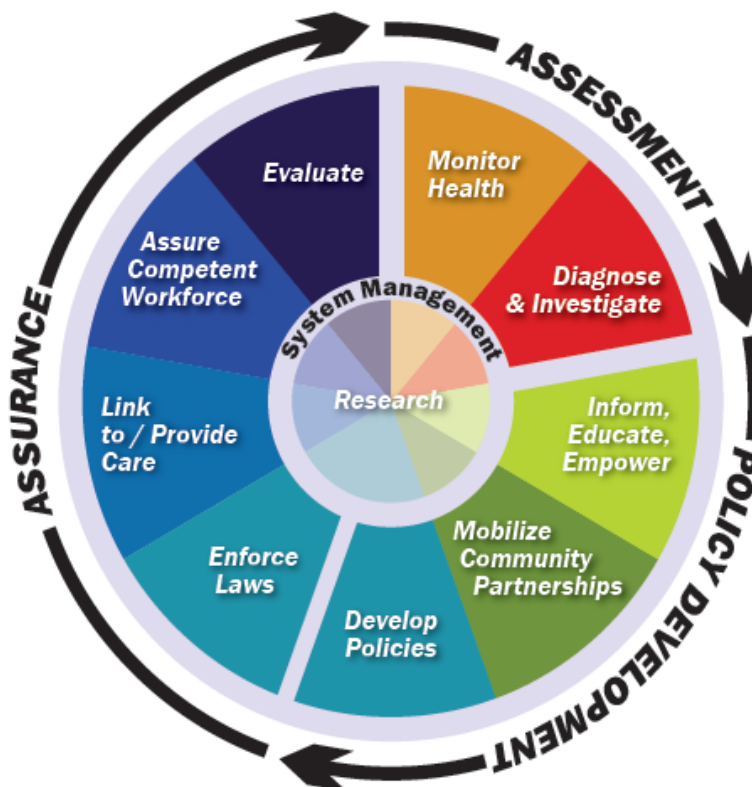 ASSESSMENT
POLICY DEVELOPMENT
ASSURANCE
Monitor
Health
Diagnose
& Investigate
Inform,
Educate,
Empower
Mobilize
Community
Partnerships
Develop
Policies
Enforce
Laws
Link
to / Provide
Care
Assure
Competent
Workforce
Evaluate
System Management
Research